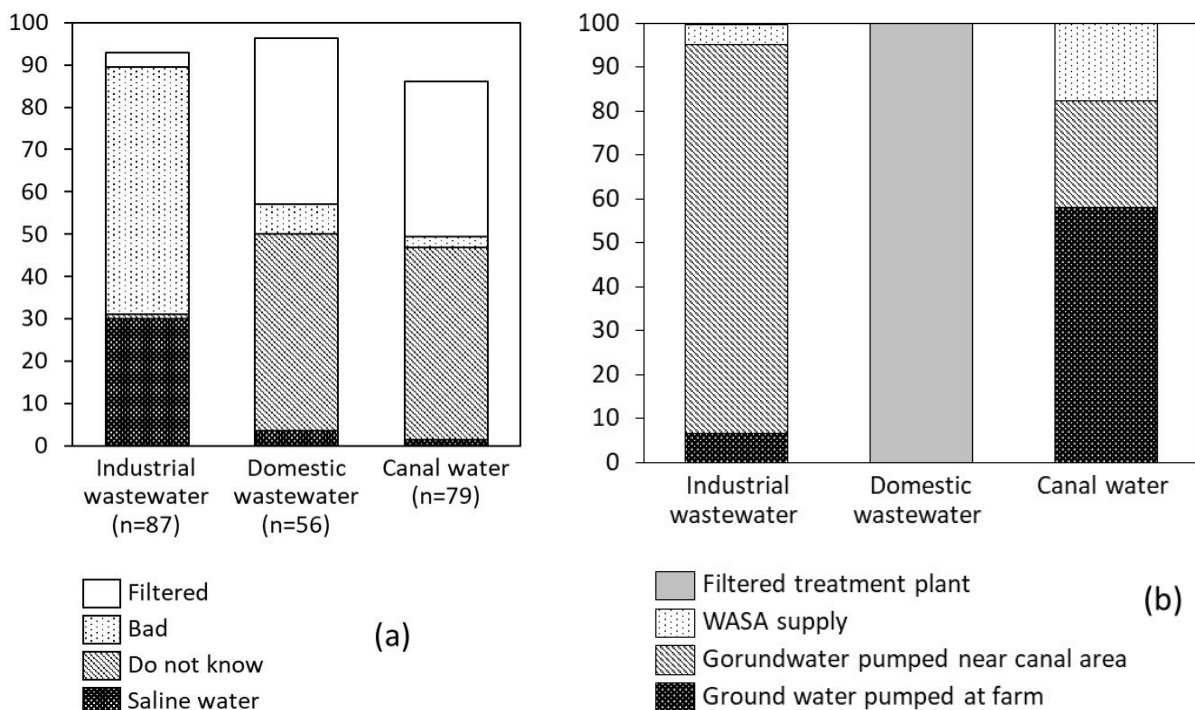 100
90
80
70
60
50
40
30
20
10
0
Industrial
wastewater
(n=87)
Domestic
wastewater
(n=56)
Canal water
(n=79)
Filtered
Bad
Do not know
Saline water
(a)
100
90
80
70
60
50
40
30
20
10
0
Industrial
wastewater
Domestic
wastewater
Canal water
Filtered treatment plant
WASA supply
Gorundwater pumped near canal area
Ground water pumped at farm
(b)